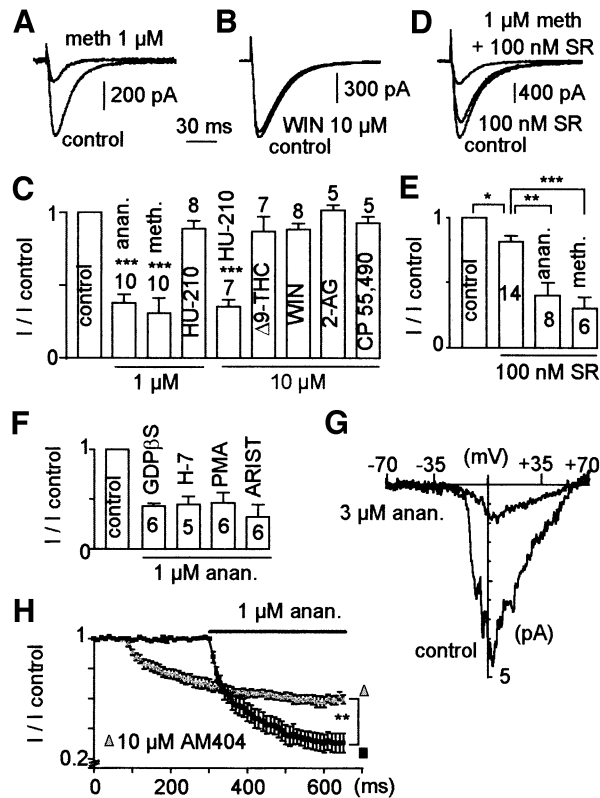 A
meth 1 µM
200 pA
control
30 ms
B
300 pA
WIN 10 µM
control
D
1 µM meth
+ 100 nM SR
400 pA
100 nM SR
control
C
I / I control
1
0
control
anan.
***
10
meth.
***
10
8
HU-210
HU-210
***
7
7
Δ9-THC
8
WIN
5
2-AG
5
CP 55,490
1 µM
10 µM
E
I / I control
1.0
0
control
*
**
***
14
anan.
8
meth.
6
100 nM SR
F
I / I control
1
0
control
GDPβS
6
H-7
5
PMA
6
ARIST
6
1 µM anan.
G
(mV)
-70
-35
+35
+70
3 µM anan.
control
(pA)
5
H
1 µM anan.
I / I control
1
0.2
Δ 10 µM AM404
**
0
200
400
600
(ms)